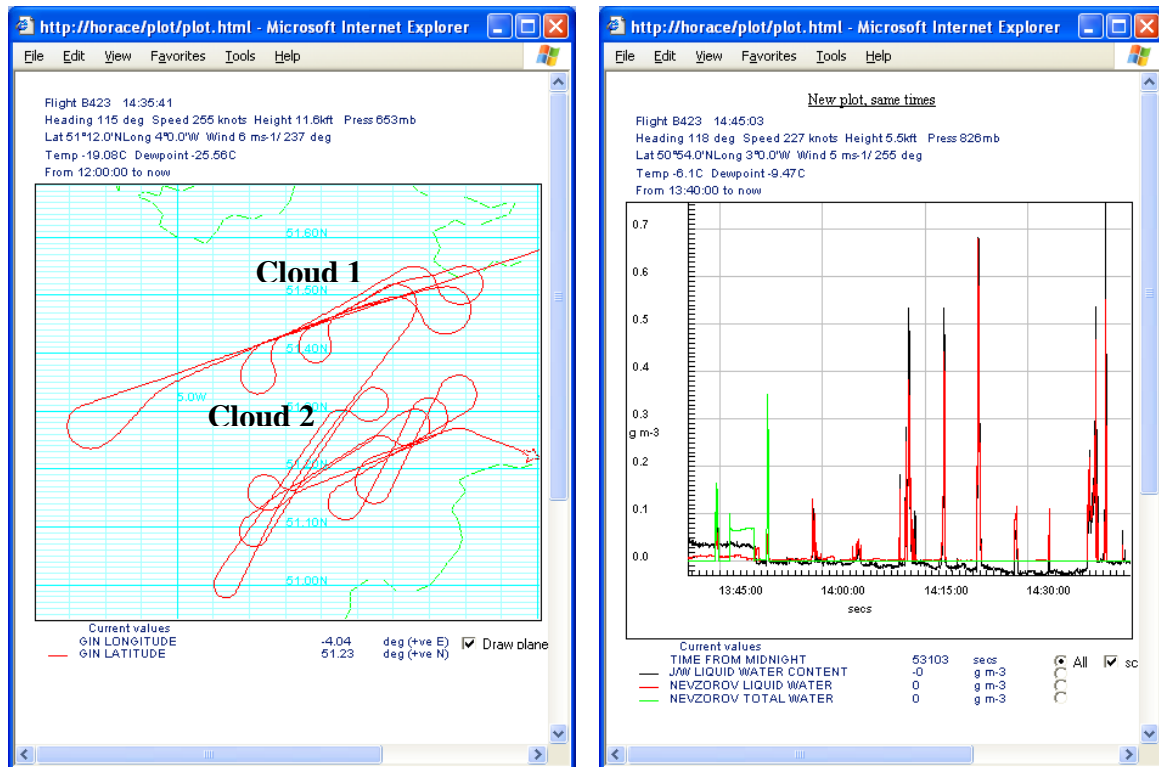 http://horace/plot/plot.html - Microsoft Internet Explorer
File Edit View Favorites Tools Help
Flight B423 14:35:41
Heading 115 deg Speed 255 knots Height 11.6kft Press 653mb
Lat 51°12.0'NLong 4°0.0'W Wind 6 ms-1/ 237 deg
Temp -19.08C Dewpoint -25.56C
From 12:00:00 to now
51.60N
Cloud 1
51.50N
51.40N
5.0W
Cloud 2
51.10N
51.00N
Current values
GIN LONGITUDE -4.04 deg (+ve E) Draw plane
GIN LATITUDE 51.23 deg (+ve N)
http://horace/plot/plot.html - Microsoft Internet Explorer
File Edit View Favorites Tools Help
New plot, same times
Flight B423 14:45:03
Heading 118 deg Speed 227 knots Height 5.5kft Press 826mb
Lat 50°54.0'NLong 3°0.0'W Wind 5 ms-1/ 255 deg
Temp -6.1C Dewpoint -9.47C
From 13:40:00 to now
0.7
0.6
0.5
0.4
0.3
g m-3
0.2
0.1
0.0
13:45:00 14:00:00 14:15:00 14:30:00
secs
Current values
TIME FROM MIDNIGHT 53103 secs All sc
J/W LIQUID WATER CONTENT -0 g m-3
NEVZOROV LIQUID WATER 0 g m-3
NEVZOROV TOTAL WATER 0 g m-3